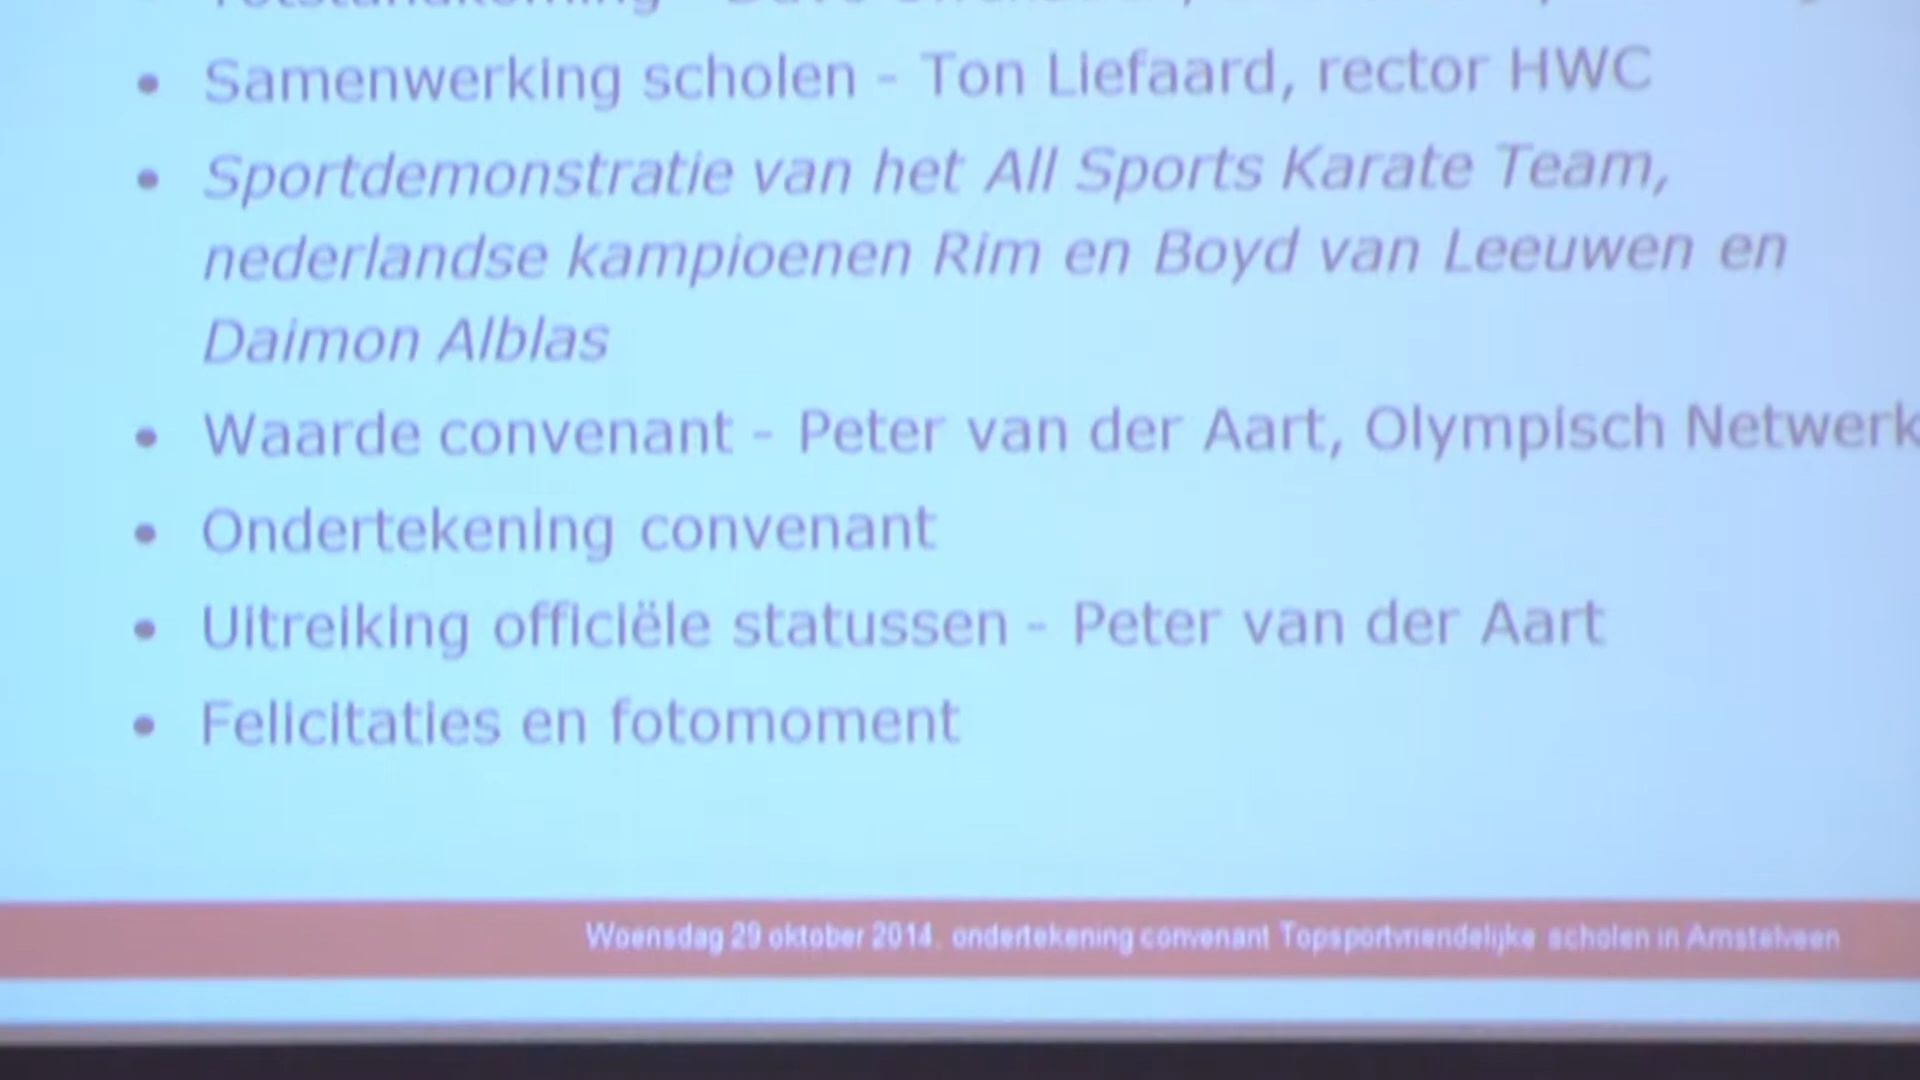 Samenwerking scholen - Ton Liefaard, rector HWC
Sportdemonstratie van het All Sports Karate Team,
nederlandse kampioenen Rim en Boyd van Leeuwen en
Daimon Alblas
Waarde convenant - Peter van der Aart, Olympisch Netwerk
Ondertekening convenant
Uitreiking officiële statussen - Peter van der Aart
Felicitaties en fotomoment
Woensdag 29 oktober 2014. ondertekening convenant Topsportvriendelijke scholen in Amstelveen